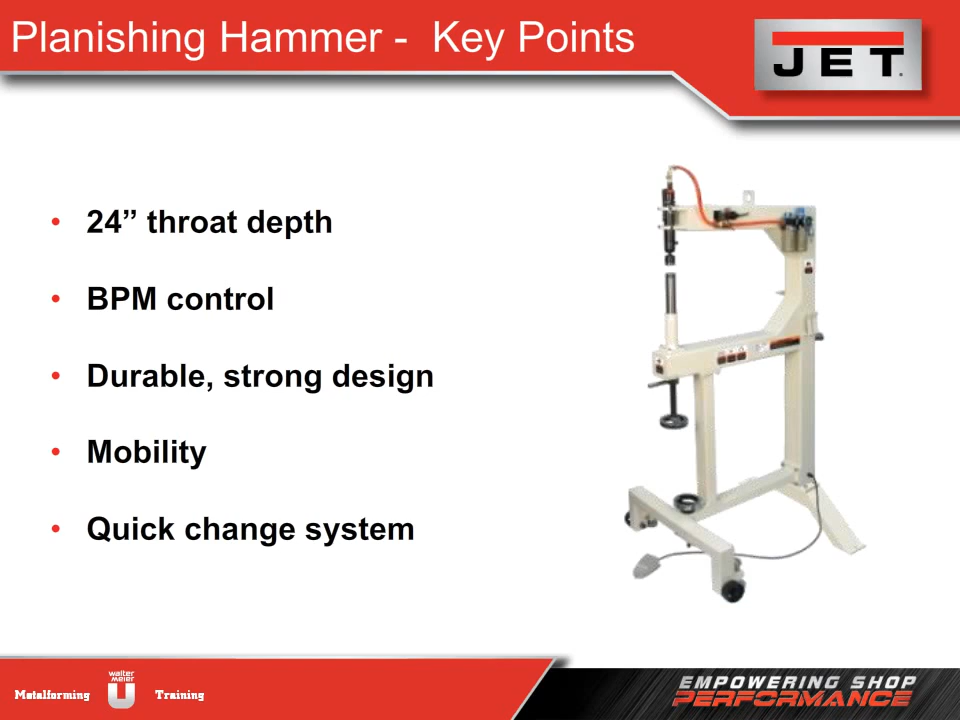 Planishing Hammer - Key Points
JET.
• 24” throat depth
• BPM control
• Durable, strong design
• Mobility
• Quick change system
Metalforming
walter
meier
Training
EMPOWERING SHOP
PERFORMANCE